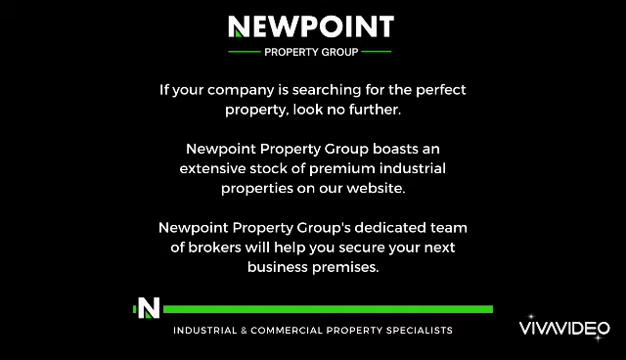 NEWPOINT
PROPERTY GROUP
If your company is searching for the perfect
property, look no further.
Newpoint Property Group boasts an
extensive stock of premium industrial
properties on our website.
Newpoint Property Group's dedicated team
of brokers will help you secure your next
business premises.
N
INDUSTRIAL & COMMERCIAL PROPERTY SPECIALISTS
VIVAVIDEO